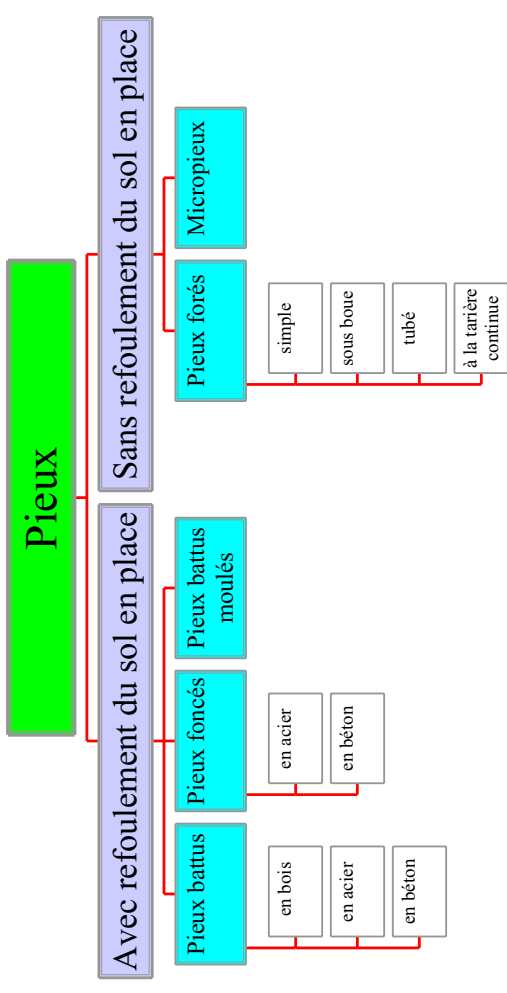 Pieux
Avec refoulement du sol en place
Sans refoulement du sol en place
Pieux battus
Pieux foncés
Pieux battus
moulés
Pieux forés
Micropieux
en bois
en acier
en béton
en acier
en béton
simple
sous boue
tubé
à la tarière
continue